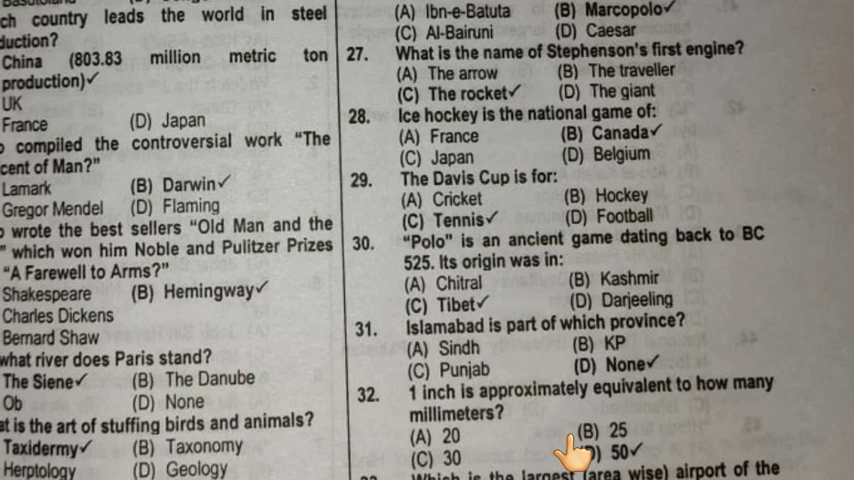 ch country leads the world in steel
duction?
China (803.83 million metric ton
production)✓
UK
France (D) Japan
o compiled the controversial work “The
cent of Man?”
Lamark (B) Darwin✓
Gregor Mendel (D) Flaming
o wrote the best sellers “Old Man and the
” which won him Noble and Pulitzer Prizes
“A Farewell to Arms?”
Shakespeare (B) Hemingway✓
Charles Dickens
Bernard Shaw
what river does Paris stand?
The Siene✓ (B) The Danube
Ob (D) None
at is the art of stuffing birds and animals?
Taxidermy✓ (B) Taxonomy
Herptology (D) Geology
(A) Ibn-e-Batuta (B) Marcopolo✓
(C) Al-Bairuni (D) Caesar
27. What is the name of Stephenson's first engine?
(A) The arrow (B) The traveller
(C) The rocket✓ (D) The giant
28. Ice hockey is the national game of:
(A) France (B) Canada✓
(C) Japan (D) Belgium
29. The Davis Cup is for:
(A) Cricket (B) Hockey
(C) Tennis✓ (D) Football
30. “Polo” is an ancient game dating back to BC
525. Its origin was in:
(A) Chitral (B) Kashmir
(C) Tibet✓ (D) Darjeeling
31. Islamabad is part of which province?
(A) Sindh (B) KP
(C) Punjab (D) None✓
32. 1 inch is approximately equivalent to how many
millimeters?
(A) 20 (B) 25
(C) 30 (D) 50✓
Which is the largest (area wise) airport of the